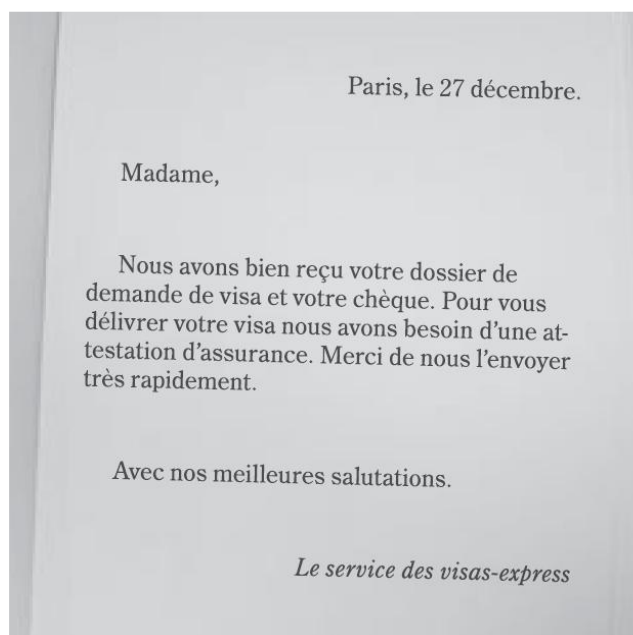 Paris, le 27 décembre.
Madame,
Nous avons bien reçu votre dossier de
demande de visa et votre chèque. Pour vous
délivrer votre visa nous avons besoin d'une at-
testation d'assurance. Merci de nous l'envoyer
très rapidement.
Avec nos meilleures salutations.
Le service des visas-express